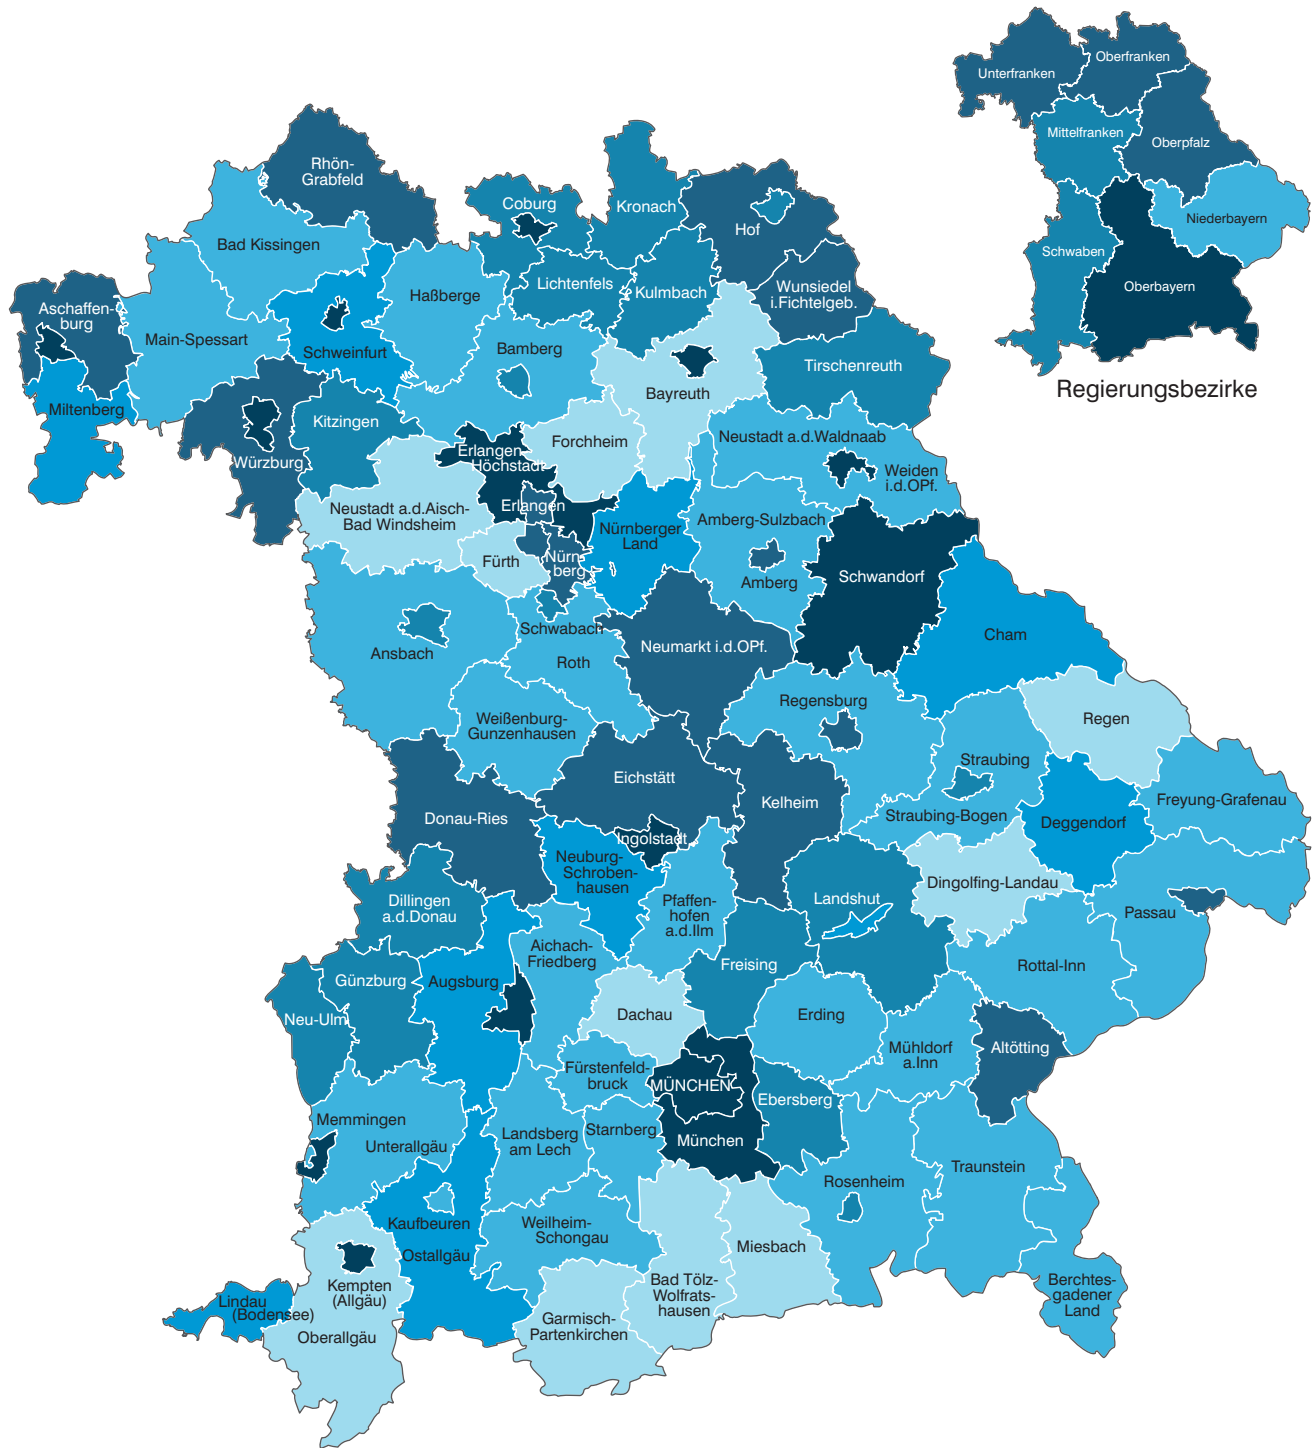 Unterfranken
Oberfranken
Mittelfranken
Oberpfalz
Niederbayern
Schwaben
Oberbayern
Regierungsbezirke
Rhön-
Grabfeld
Coburg
Kronach
Hof
Bad Kissingen
Lichtenfels
Kulmbach
Wunsiedel
i.Fichtelgeb.
Haßberge
Aschaffen-
burg
Main-Spessart
Schweinfurt
Bamberg
Bayreuth
Tirschenreuth
Miltenberg
Kitzingen
Würzburg
Forchheim
Neustadt a.d.Waldnaab
Erlangen-
Höchstadt
Weiden
i.d.OPf.
Neustadt a.d.Aisch-
Bad Windsheim
Erlangen
Nürnberger
Land
Amberg-Sulzbach
Fürth
Nürn-
berg
Amberg
Schwandorf
Schwabach
Ansbach
Roth
Neumarkt i.d.OPf.
Cham
Weißenburg-
Gunzenhausen
Regensburg
Regen
Eichstätt
Straubing
Donau-Ries
Kelheim
Straubing-Bogen
Freyung-Grafenau
Deggendorf
Ingolstadt
Neuburg-
Schroben-
hausen
Dillingen
a.d.Donau
Pfaffen-
hofen
a.d.Ilm
Landshut
Dingolfing-Landau
Passau
Aichach-
Friedberg
Freising
Rottal-Inn
Günzburg
Augsburg
Neu-Ulm
Dachau
Erding
Mühldorf
a.Inn
Altötting
Fürstenfeld-
bruck
MÜNCHEN
Ebersberg
Memmingen
Unterallgäu
Landsberg
am Lech
Starnberg
München
Traunstein
Rosenheim
Kaufbeuren
Ostallgäu
Weilheim-
Schongau
Miesbach
Kempten
(Allgäu)
Bad Tölz-
Wolfrats-
hausen
Berchtes-
gadener
Land
Lindau
(Bodensee)
Oberallgäu
Garmisch-
Partenkirchen